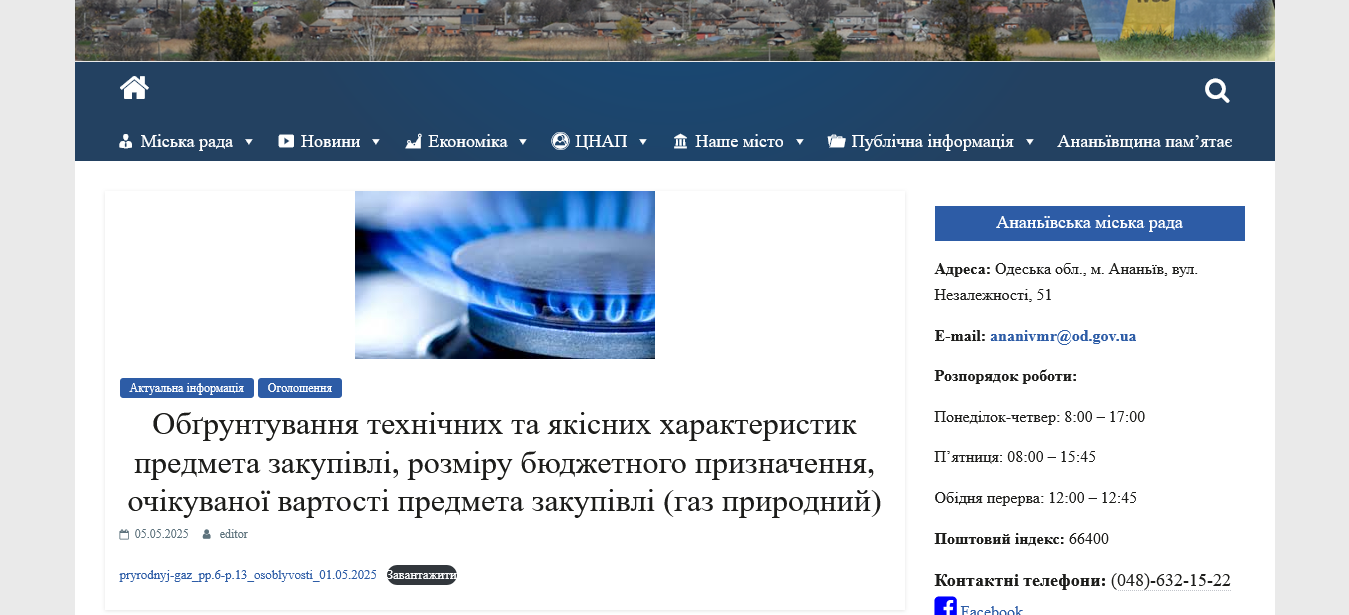 Міська рада
Новини
Економіка
ЦНАП
Наше місто
Публічна інформація
Ананьївщина пам’ятає
Актуальна інформація
Оголошення
Обґрунтування технічних та якісних характеристик
предмета закупівлі, розміру бюджетного призначення,
очікуваної вартості предмета закупівлі (газ природний)
05.05.2025 editor
pryrodnyj-gaz_pp.6-p.13_osoblyvosti_01.05.2025 Завантажити
Ананьївська міська рада
Адреса: Одеська обл., м. Ананьїв, вул.
Незалежності, 51
E-mail: ananivmr@od.gov.ua
Розпорядок роботи:
Понеділок-четвер: 8:00 – 17:00
П’ятниця: 08:00 – 15:45
Обідня перерва: 12:00 – 12:45
Поштовий індекс: 66400
Контактні телефони: (048)-632-15-22
Facebook